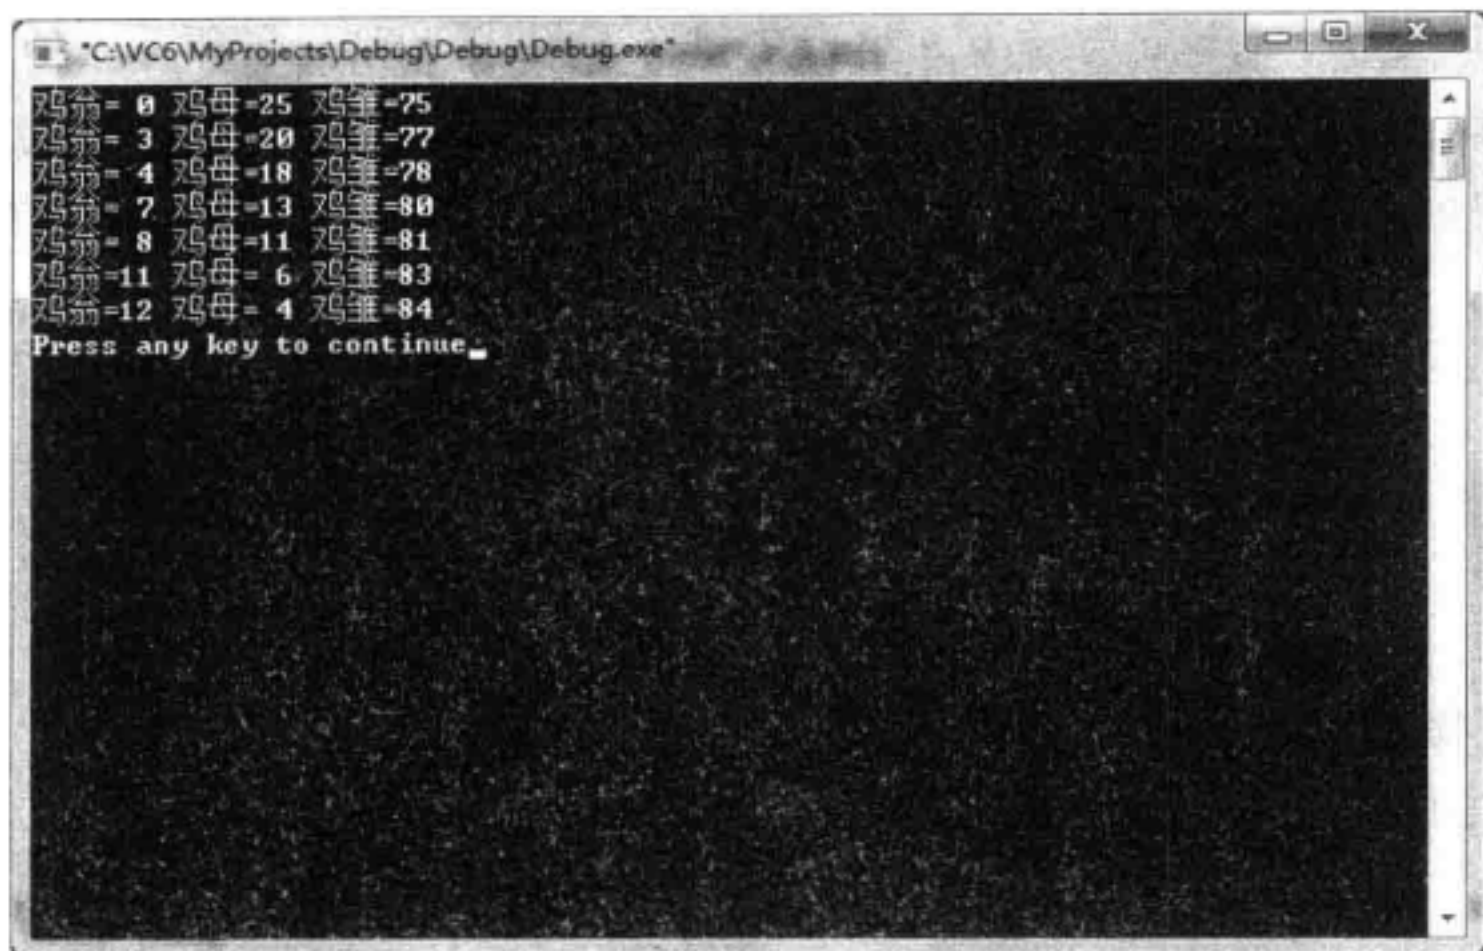 "C:\VC6\MyProjects\Debug\Debug\Debug.exe"
鸡翁= 0 鸡母=25 鸡雏=75
鸡翁= 3 鸡母=20 鸡雏=77
鸡翁= 4 鸡母=18 鸡雏=78
鸡翁= 7 鸡母=13 鸡雏=80
鸡翁= 8 鸡母=11 鸡雏=81
鸡翁=11 鸡母= 6 鸡雏=83
鸡翁=12 鸡母= 4 鸡雏=84
Press any key to continue